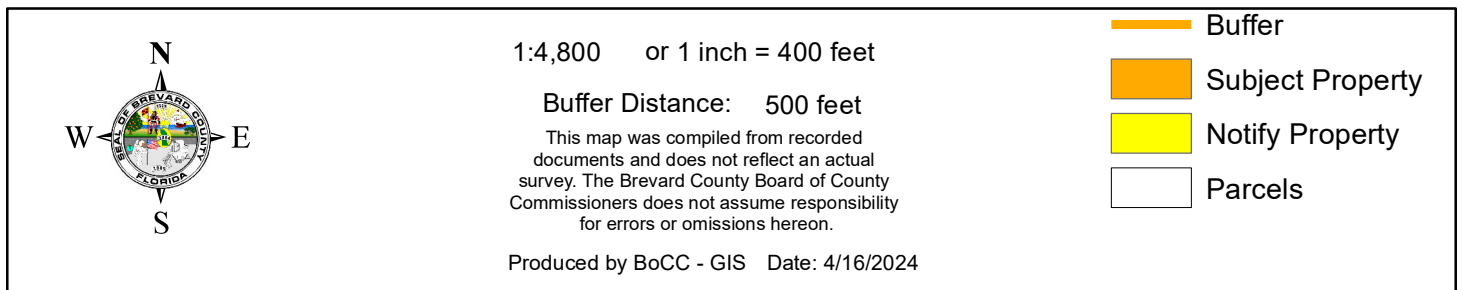 N
W
E
S
SEAL OF BREVARD COUNTY
FLORIDA
1:4,800 or 1 inch = 400 feet
Buffer Distance: 500 feet
This map was compiled from recorded
documents and does not reflect an actual
survey. The Brevard County Board of County
Commissioners does not assume responsibility
for errors or omissions hereon.
Produced by BoCC - GIS Date: 4/16/2024
Buffer
Subject Property
Notify Property
Parcels